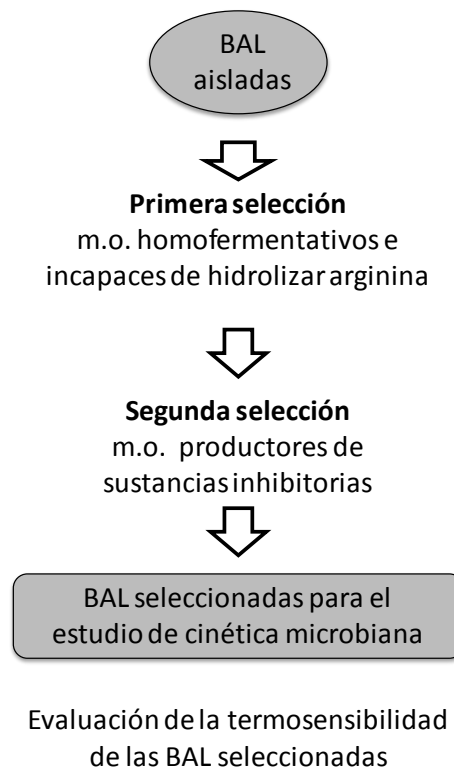 BAL
aisladas
Primera selección
m.o. homofermentativos e
incapaces de hidrolizar arginina
Segunda selección
m.o. productores de
sustancias inhibitorias
BAL seleccionadas para el
estudio de cinética microbiana
Evaluación de la termosensibilidad
de las BAL seleccionadas